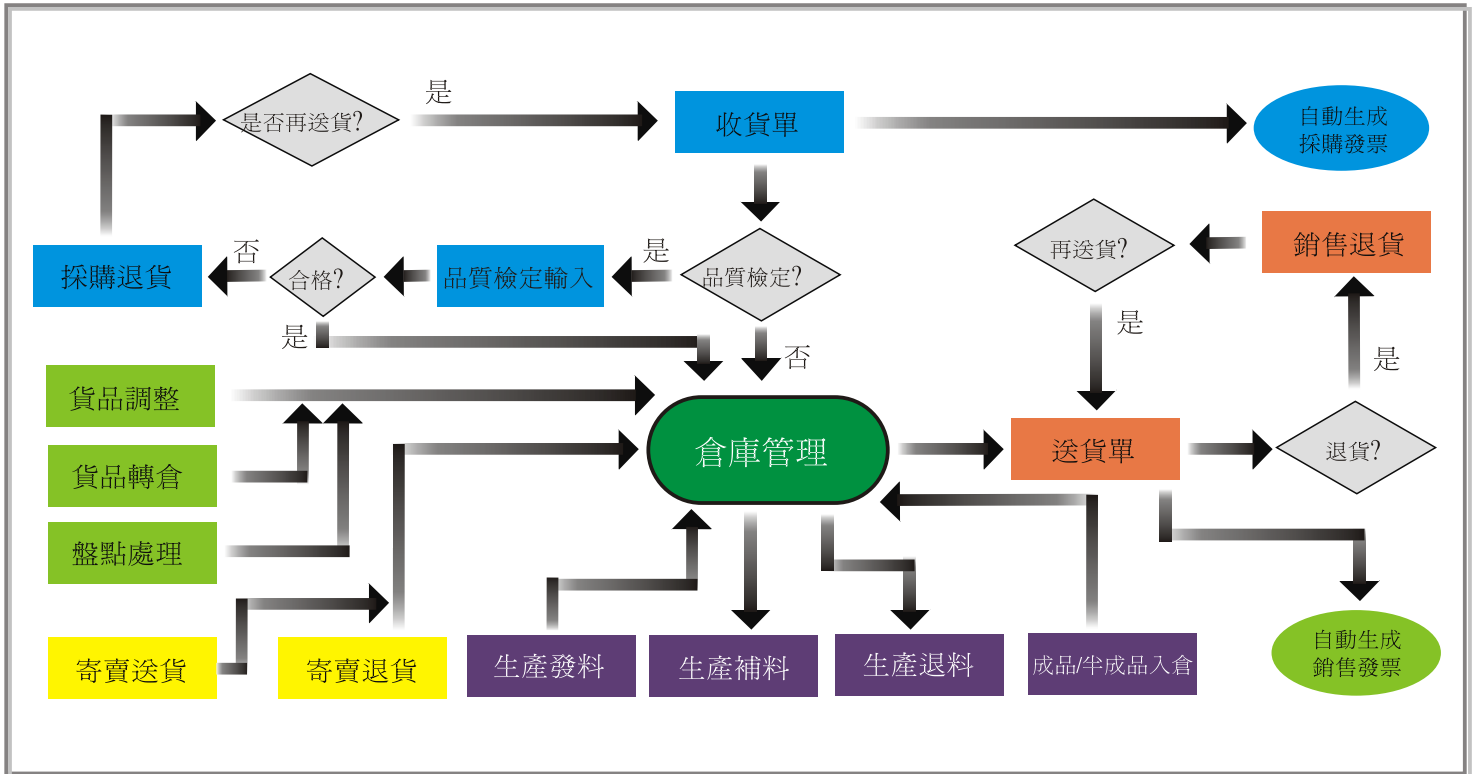 是
是否再送貨?
收貨單
自動生成
採購發票
再送貨?
銷售退貨
否
是
採購退貨
合格?
品質檢定輸入
品質檢定?
是
是
否
是
貨品調整
貨品轉倉
倉庫管理
送貨單
退貨?
盤點處理
寄賣送貨
寄賣退貨
生產發料
生產補料
生產退料
成品/半成品入倉
自動生成
銷售發票